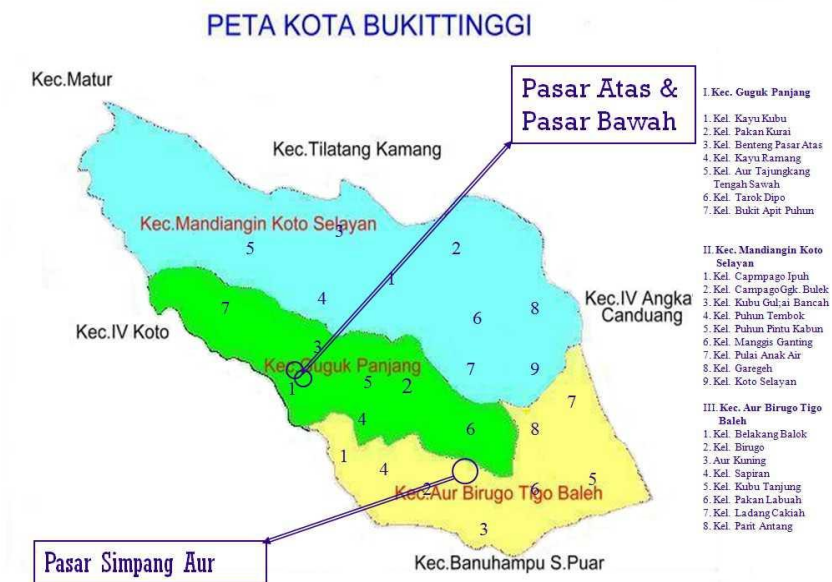 PETA KOTA BUKITTINGGI
Kec.Matur
Pasar Atas &
Pasar Bawah
Kec.Tilatang Kamang
Kec.Mandiangin Koto Selayan
3
5
2
1
4
Kec.IV Angka
Canduang
8
6
7
Kec.IV Koto
3
Kec.Guguk Panjang
1
5
2
7
9
7
4
6
8
1
4
Kec.Aur Birugo Tigo Baleh
2
6
5
3
Pasar Simpang Aur
Kec.Banuhampu S.Puar
I. Kec. Guguk Panjang
1. Kel. Kayu Kubu
2. Kel. Pakan Kurai
3. Kel. Benteng Pasar Atas
4. Kel. Kayu Ramang
5. Kel. Aur Tajungkang
Tengah Sawah
6. Kel. Tarok Dipo
7. Kel. Bukit Apit Puhun
II. Kec. Mandiangin Koto
Selayan
1. Kel. Capmpago Ipuh
2. Kel. CampagoGgk. Bulek
3. Kel. Kubu Gul;ai Bancah
4. Kel. Puhun Tembok
5. Kel. Puhun Pintu Kabun
6. Kel. Manggis Ganting
7. Kel. Pulai Anak Air
8. Kel. Garegeh
9. Kel. Koto Selayan
III. Kec. Aur Birugo Tigo
Baleh
1. Kel. Belakang Balok
2. Kel. Birugo
3. Aur Kuning
4. Kel. Sapiran
5. Kel. Kubu Tanjung
6. Kel. Pakan Labuah
7. Kel. Ladang Cakiah
8. Kel. Parit Antang